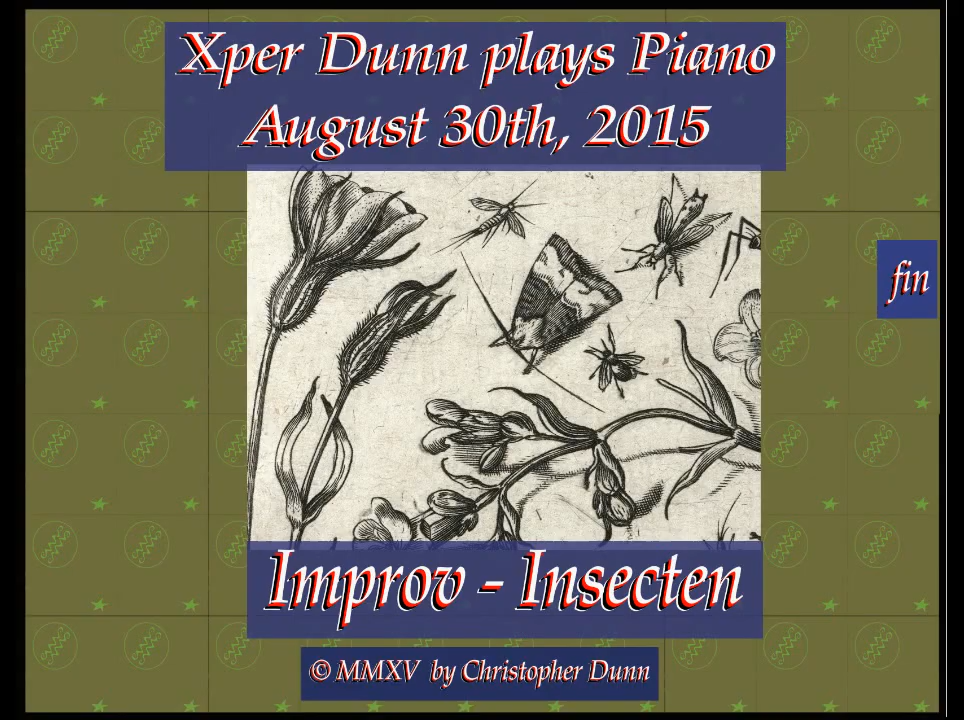 Xper Dunn plays Piano
August 30th, 2015
fin
Improv - Insecten
© MMXV by Christopher Dunn